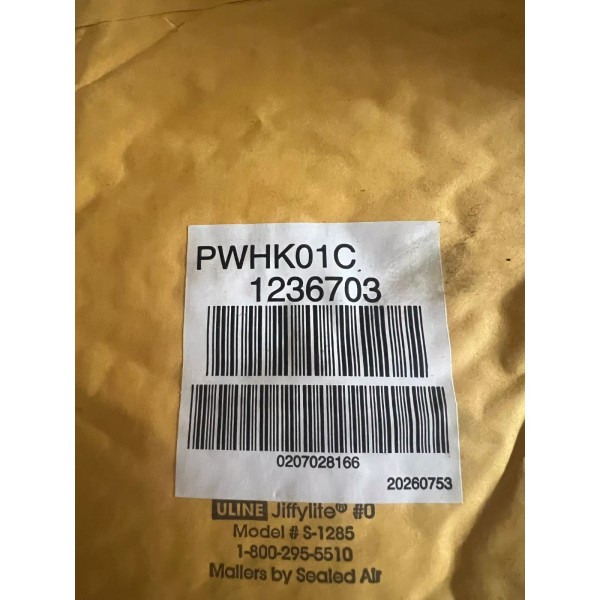 PWHK01C
1236703
0207028166
20260753
ULINE Jiffylite® #0
Model # S-1285
1-800-295-5510
Mailers by Sealed Air